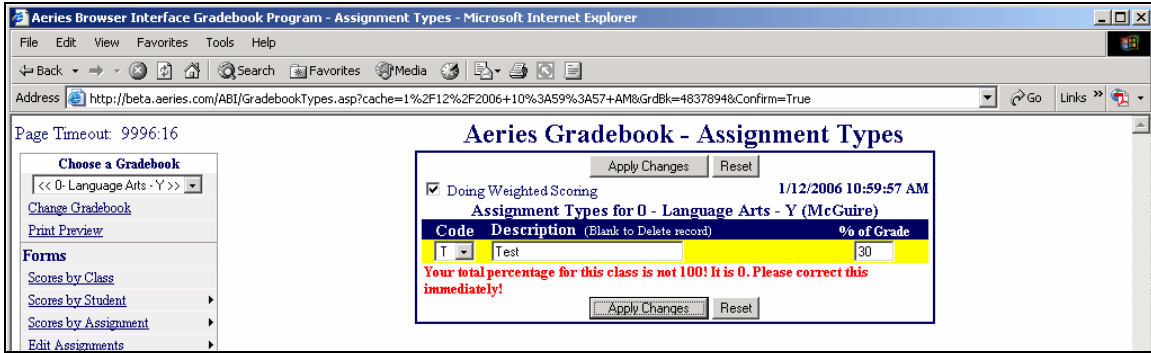 Aeries Browser Interface Gradebook Program - Assignment Types - Microsoft Internet Explorer
File Edit View Favorites Tools Help
Back Search Favorites Media
Address http://beta.aeries.com/ABI/GradebookTypes.asp?cache=1%2F12%2F2006+10%3A59%3A57+AM&GrdBk=4837894&Confirm=True Go Links »
Page Timeout: 9996:16
Choose a Gradebook
<< 0- Language Arts - Y >>
Change Gradebook
Print Preview
Forms
Scores by Class
Scores by Student
Scores by Assignment
Edit Assignments
Aeries Gradebook - Assignment Types
Apply Changes Reset
Doing Weighted Scoring 1/12/2006 10:59:57 AM
Assignment Types for 0 - Language Arts - Y (McGuire)
Code Description (Blank to Delete record) % of Grade
T Test 30
Your total percentage for this class is not 100! It is 0. Please correct this
immediately!
Apply Changes Reset